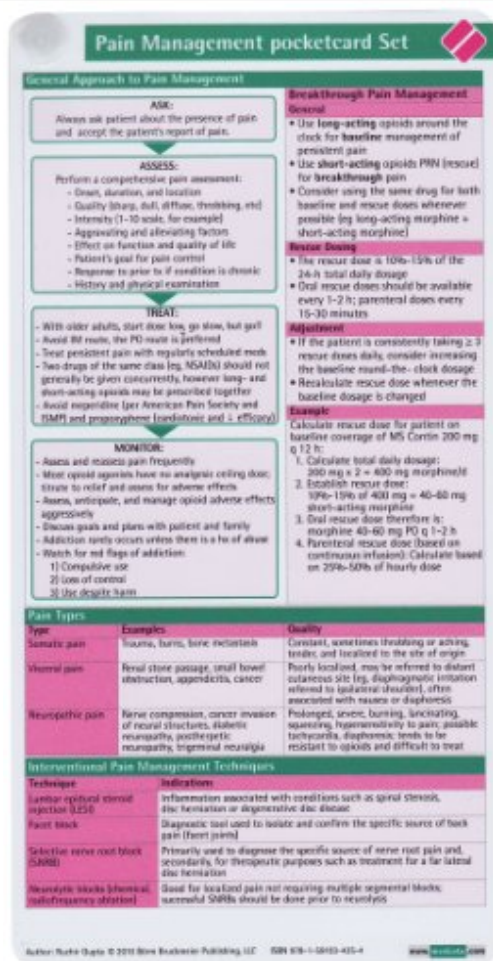 Pain Management pocketcard Set
General Approach to Pain Management
ASK:
Always ask patient about the presence of pain
and accept the patient's report of pain.
ASSESS:
Perform a comprehensive pain assessment:
- Onset, duration, and location
- Quality (sharp, dull, diffuse, throbbing, etc)
- Intensity (1-10 scale, for example)
- Aggravating and alleviating factors
- Effect on function and quality of life
- Patient's goal for pain control
- Response to prior tx if condition is chronic
- History and physical examination
TREAT:
- With older adults, start dose low, go slow, but go!!
- Avoid IM route, the PO route is preferred
- Treat persistent pain with regularly scheduled meds
- Two drugs of the same class (eg, NSAIDs) should not
generally be given concurrently, however long- and
short-acting opioids may be prescribed together
- Avoid meperidine (per American Pain Society and
ISMP) and propoxyphene (cardiotoxic and ↓ efficacy)
MONITOR:
- Assess and reassess pain frequently
- Most opioid agonists have no analgesic ceiling dose;
titrate to relief and assess for adverse effects
- Assess, anticipate, and manage opioid adverse effects
aggressively
- Discuss goals and plans with patient and family
- Addiction rarely occurs unless there is a hx of abuse
- Watch for red flags of addiction:
1) Compulsive use
2) Loss of control
3) Use despite harm
Breakthrough Pain Management
General
• Use long-acting opioids around the
clock for baseline management of
persistent pain
• Use short-acting opioids PRN (rescue)
for breakthrough pain
• Consider using the same drug for both
baseline and rescue doses whenever
possible (eg long-acting morphine +
short-acting morphine)
Rescue Dosing
• The rescue dose is 10%-15% of the
24-h total daily dosage
• Oral rescue doses should be available
every 1-2 h; parenteral doses every
15-30 minutes
Adjustment
• If the patient is consistently taking ≥ 3
rescue doses daily, consider increasing
the baseline round-the- clock dosage
• Recalculate rescue dose whenever the
baseline dosage is changed
Example
Calculate rescue dose for patient on
baseline coverage of MS Contin 200 mg
q 12 h:
1. Calculate total daily dosage:
200 mg x 2 = 400 mg morphine/d
2. Establish rescue dose:
10%-15% of 400 mg = 40-60 mg
short-acting morphine
3. Oral rescue dose therefore is:
morphine 40-60 mg PO q 1-2 h
4. Parenteral rescue dose (based on
continuous infusion): Calculate based
on 25%-50% of hourly dose
Pain Types
Type Examples Quality
Somatic pain Trauma, burns, bone metastasis Constant, sometimes throbbing or aching,
tender, and localized to the site of origin
Visceral pain Renal stone passage, small bowel
obstruction, appendicitis, cancer Poorly localized, may be referred to distant
cutaneous site (eg, diaphragmatic irritation
referred to ipsilateral shoulder), often
associated with nausea or diaphoresis
Neuropathic pain Nerve compression, cancer invasion
of neural structures, diabetic
neuropathy, postherpetic
neuropathy, trigeminal neuralgia Prolonged, severe, burning, lancinating,
squeezing, hypersensitivity to pain; possible
tachycardia, diaphoresis; tends to be
resistant to opioids and difficult to treat
Interventional Pain Management Techniques
Technique Indications
Lumbar epidural steroid
injection (LESI) Inflammation associated with conditions such as spinal stenosis,
disc herniation or degenerative disc disease
Facet block Diagnostic tool used to isolate and confirm the specific source of back
pain (facet joints)
Selective nerve root block
(SNRB) Primarily used to diagnose the specific source of nerve root pain and,
secondarily, for therapeutic purposes such as treatment for a far lateral
disc herniation
Neurolytic blocks (chemical,
radiofrequency ablation) Good for localized pain not requiring multiple segmental blocks;
successful SNRBs should be done prior to neurolysis
Author: Ruchir Gupta © 2010 Börm Bruckmeier Publishing, LLC ISBN 978-1-59103-435-4